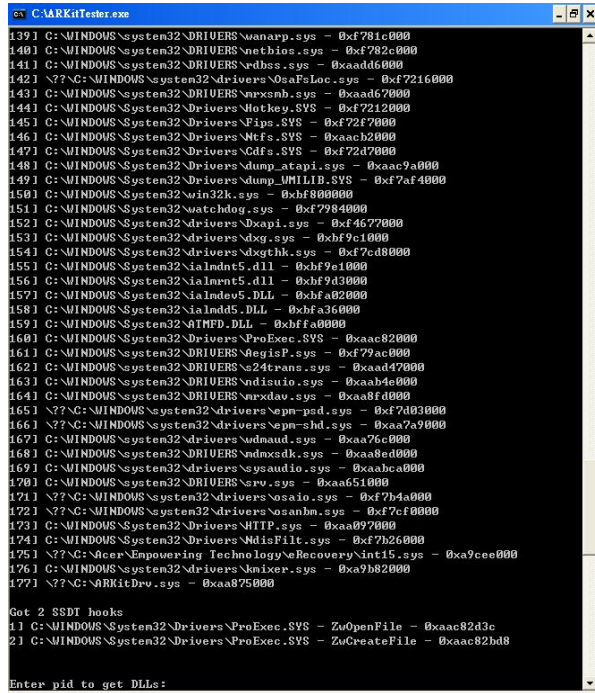 C:\ARKitTester.exe
139] C:\WINDOWS\system32\DRIVERS\wanarp.sys - 0xf781c000
140] C:\WINDOWS\system32\DRIVERS\netbios.sys - 0xf782c000
141] C:\WINDOWS\system32\DRIVERS\rdbss.sys - 0xaadd6000
142] \??\C:\WINDOWS\system32\drivers\OsaFsLoc.sys - 0xf7216000
143] C:\WINDOWS\system32\DRIVERS\mrxsmb.sys - 0xaad67000
144] C:\WINDOWS\System32\Drivers\Hotkey.SYS - 0xf7212000
145] C:\WINDOWS\System32\Drivers\Fips.SYS - 0xf72f7000
146] C:\WINDOWS\System32\Drivers\Ntfs.SYS - 0xaacb2000
147] C:\WINDOWS\System32\Drivers\Cdfs.SYS - 0xf72d7000
148] C:\WINDOWS\System32\Drivers\dump_atapi.sys - 0xaac9a000
149] C:\WINDOWS\System32\Drivers\dump_WMILIB.SYS - 0xf7af4000
150] C:\WINDOWS\System32\win32k.sys - 0xbf800000
151] C:\WINDOWS\System32\watchdog.sys - 0xf7984000
152] C:\WINDOWS\System32\drivers\Dxapi.sys - 0xf4677000
153] C:\WINDOWS\System32\drivers\dxg.sys - 0xbf9c1000
154] C:\WINDOWS\System32\drivers\dxgthk.sys - 0xf7cd8000
155] C:\WINDOWS\System32\ialmdnt5.dll - 0xbf9e1000
156] C:\WINDOWS\System32\ialmrnt5.dll - 0xbf9d3000
157] C:\WINDOWS\System32\ialmdev5.DLL - 0xbfa02000
158] C:\WINDOWS\System32\ialmdd5.DLL - 0xbfa36000
159] C:\WINDOWS\System32\ATMFD.DLL - 0xbffa0000
160] C:\WINDOWS\System32\Drivers\ProExec.SYS - 0xaac82000
161] C:\WINDOWS\system32\DRIVERS\AegisP.sys - 0xf79ac000
162] C:\WINDOWS\system32\DRIVERS\s24trans.sys - 0xaad47000
163] C:\WINDOWS\system32\DRIVERS\ndisuio.sys - 0xaab4e000
164] C:\WINDOWS\system32\DRIVERS\mrxdav.sys - 0xaa8fd000
165] \??\C:\WINDOWS\system32\drivers\epm-psd.sys - 0xf7d03000
166] \??\C:\WINDOWS\system32\drivers\epm-shd.sys - 0xaa7a9000
167] C:\WINDOWS\system32\drivers\wdmaud.sys - 0xaa76c000
168] C:\WINDOWS\system32\DRIVERS\mdmxsdk.sys - 0xaa8ed000
169] C:\WINDOWS\system32\drivers\sysaudio.sys - 0xaabca000
170] C:\WINDOWS\system32\DRIVERS\srv.sys - 0xaa651000
171] \??\C:\WINDOWS\system32\drivers\osaio.sys - 0xf7b4a000
172] \??\C:\WINDOWS\system32\drivers\osanbm.sys - 0xf7cf0000
173] C:\WINDOWS\System32\Drivers\HTTP.sys - 0xaa097000
174] C:\WINDOWS\System32\Drivers\NdisFilt.sys - 0xf7b26000
175] \??\C:\Acer\Empowering Technology\eRecovery\int15.sys - 0xa9cee000
176] C:\WINDOWS\system32\drivers\kmixer.sys - 0xa9b82000
177] \??\C:\ARKitDrv.sys - 0xaa875000
Got 2 SSDT hooks
1] C:\WINDOWS\System32\Drivers\ProExec.SYS - ZwOpenFile - 0xaac82d3c
2] C:\WINDOWS\System32\Drivers\ProExec.SYS - ZwCreateFile - 0xaac82bd8
Enter pid to get DLLs: